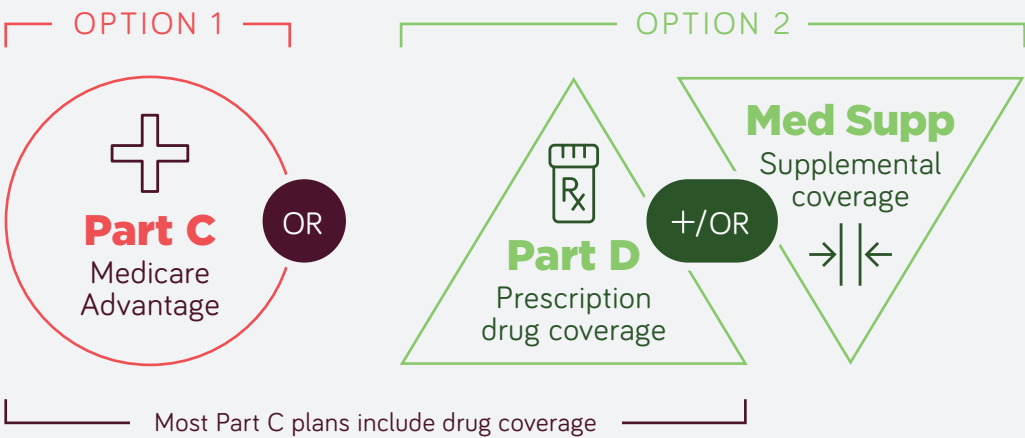 OPTION 1
Part C
Medicare
Advantage
OR
OPTION 2
Rx
Part D
Prescription
drug coverage
+/OR
Med Supp
Supplemental
coverage
Most Part C plans include drug coverage